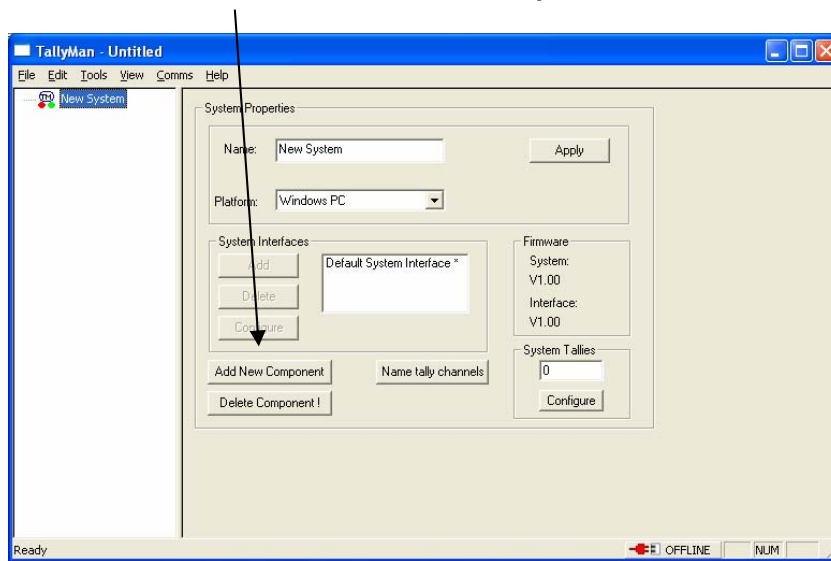 TallyMan - Untitled
File Edit Tools View Comms Help
New System
System Properties
Name: New System Apply
Platform: Windows PC
System Interfaces
Add
Delete
Configure
Default System Interface *
Firmware
System:
V1.00
Interface:
V1.00
System Tallies
0
Configure
Add New Component Name tally channels
Delete Component !
Ready OFFLINE NUM